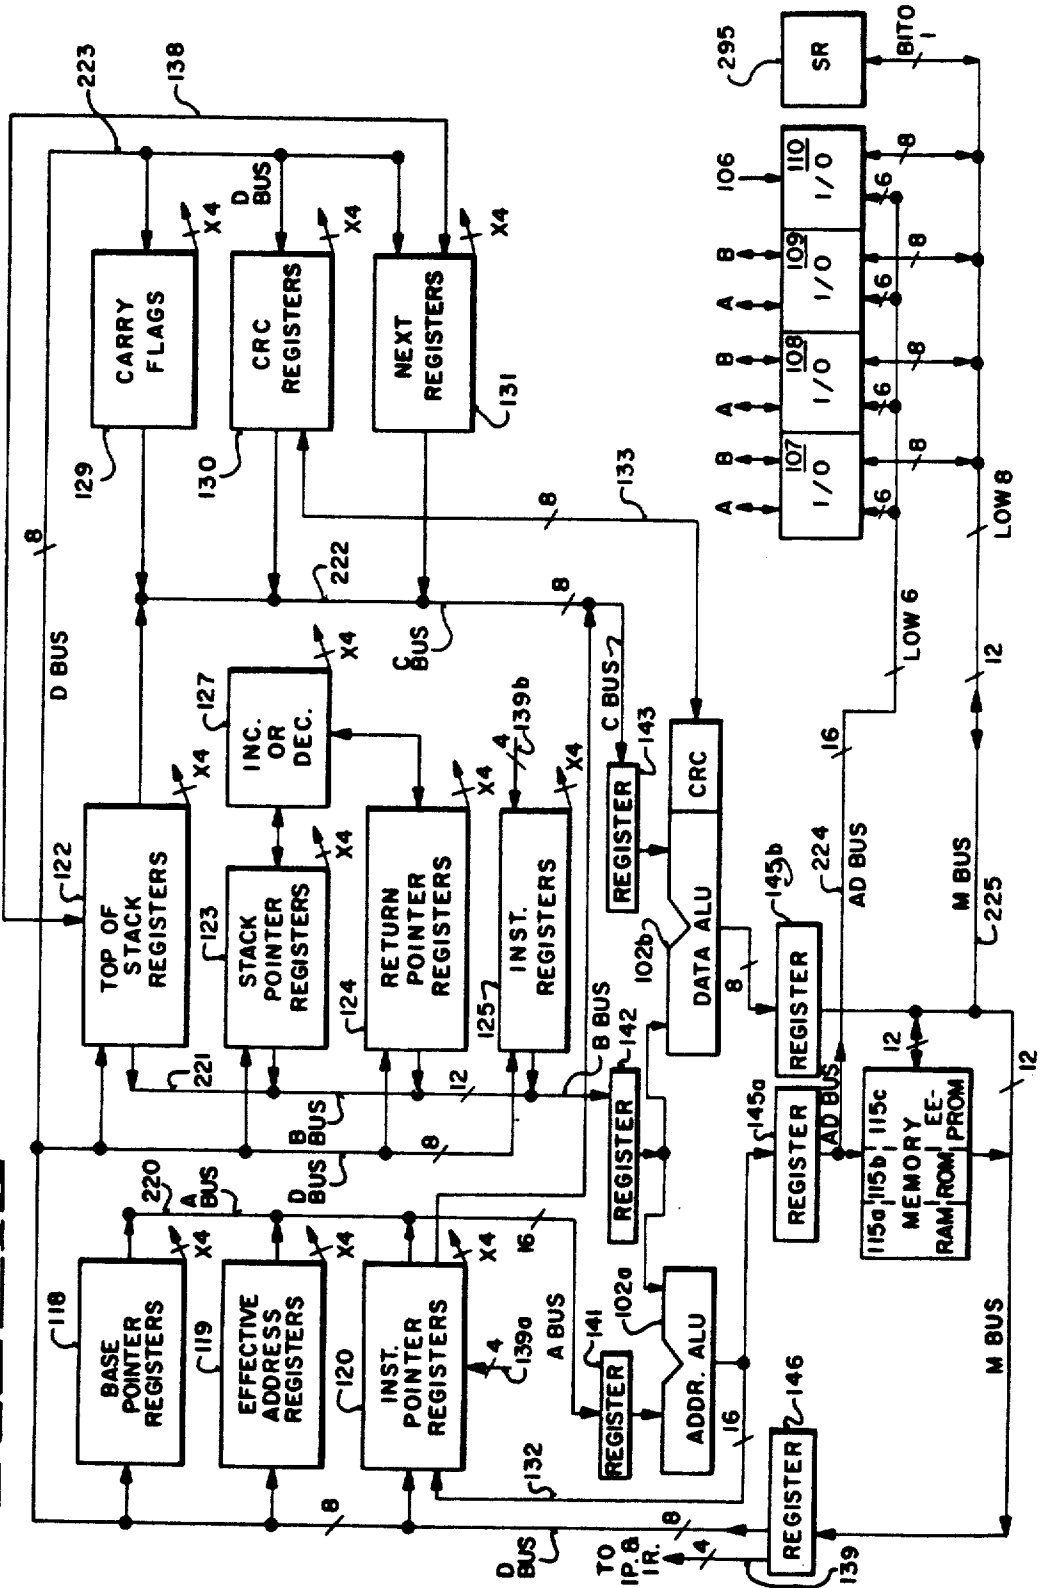 223
138
D BUS
8
129
CARRY
FLAGS
X4
D
BUS
130
CRC
REGISTERS
X4
NEXT
REGISTERS
X4
131
295
SR
BITO
1
106
110
I/O
109
I/O
108
I/O
107
I/O
A
B
A
B
A
B
6
8
6
8
6
8
6
8
LOW 6
LOW 8
122
TOP OF
STACK
REGISTERS
X4
127
INC.
OR
DEC.
X4
123
STACK
POINTER
REGISTERS
X4
124
RETURN
POINTER
REGISTERS
X4
125
INST.
REGISTERS
X4
4
139b
222
C
BUS
8
8
133
C BUS
143
REGISTER
CRC
102b
DATA ALU
8
145b
REGISTER
16
224
AD BUS
12
M BUS
225
221
B
BUS
D
BUS
12
8
B BUS
142
REGISTER
145a
REGISTER
AD BUS
12
115a
115b
115c
MEMORY
RAM
ROM
EE-
PROM
12
118
BASE
POINTER
REGISTERS
X4
220
A
BUS
119
EFFECTIVE
ADDRESS
REGISTERS
X4
120
INST.
POINTER
REGISTERS
X4
4
139a
16
A BUS
141
REGISTER
102a
ADDR. ALU
16
132
8
D
BUS
8
TO
IP. &
IR.
4
REGISTER
146
139
M BUS